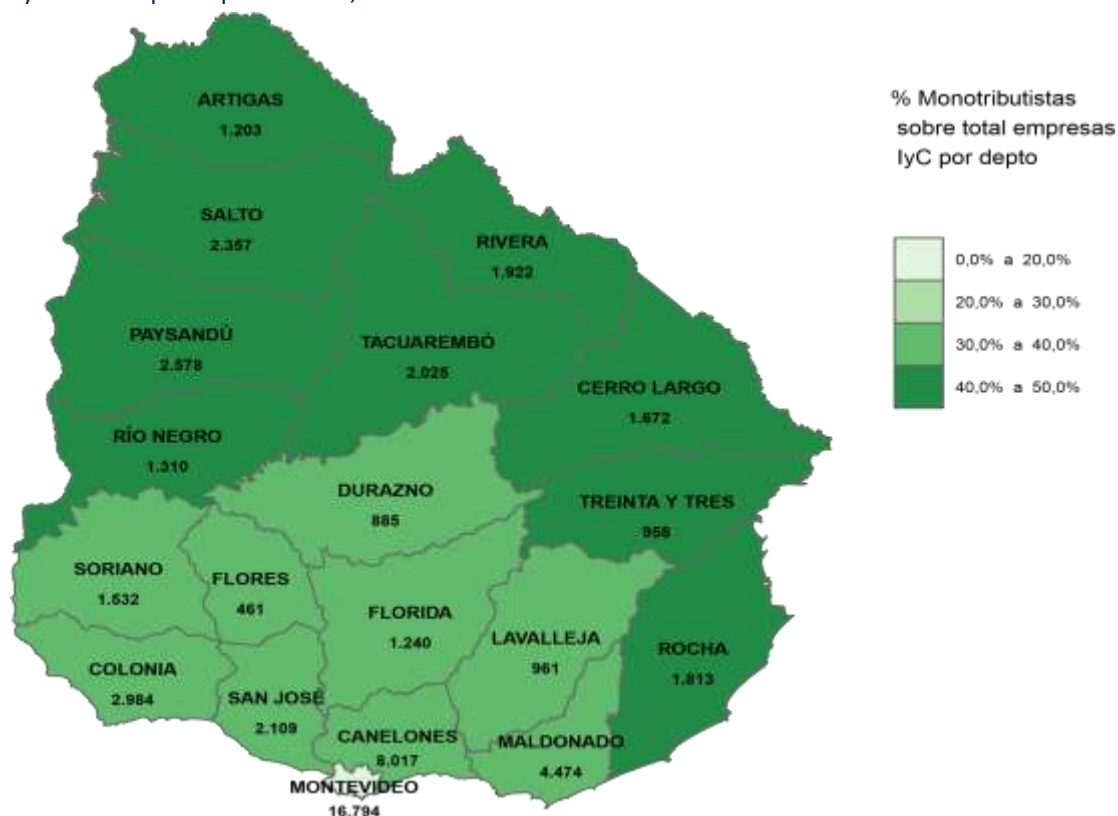 % Monotributistas
sobre total empresas
IyC por depto
0,0% a 20,0%
20,0% a 30,0%
30,0% a 40,0%
40,0% a 50,0%
ARTIGAS
1.203
SALTO
2.357
RIVERA
1.922
PAYSANDÚ
2.578
TACUAREMBÓ
2.025
CERRO LARGO
1.672
RÍO NEGRO
1.310
DURAZNO
885
TREINTA Y TRES
958
SORIANO
1.532
FLORES
461
FLORIDA
1.240
LAVALLEJA
961
ROCHA
1.813
COLONIA
2.984
SAN JOSÉ
2.109
CANELONES
8.017
MALDONADO
4.474
MONTEVIDEO
16.794